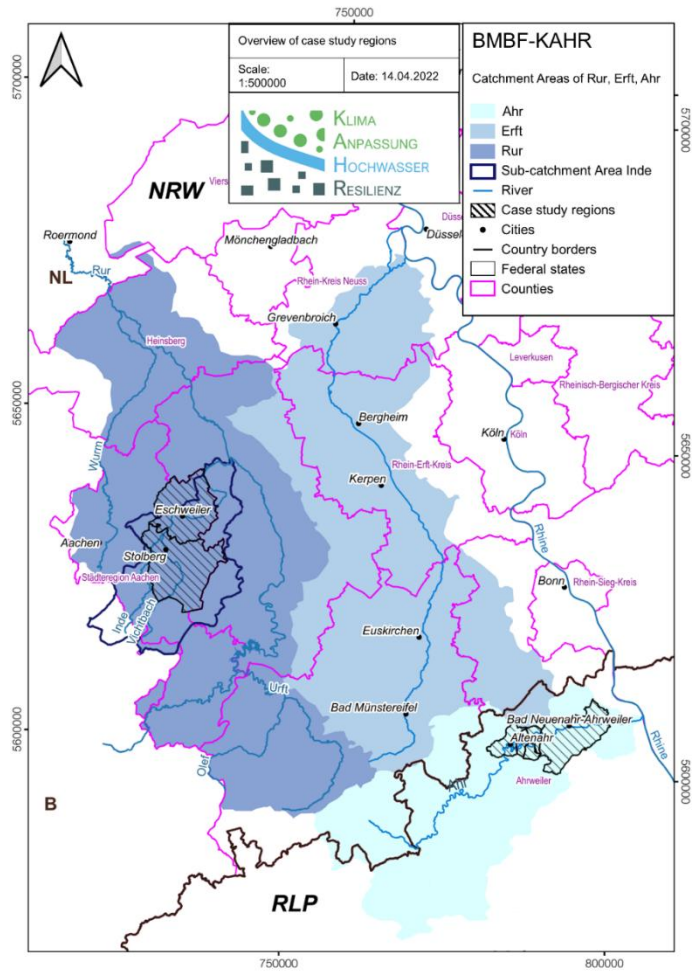 750000
Overview of case study regions
Scale:
1:500000
Date: 14.04.2022
KLIMA
ANPASSUNG
HOCHWASSER
RESILIENZ
BMBF-KAHR
Catchment Areas of Rur, Erft, Ahr
Ahr
Erft
Rur
Sub-catchment Area Inde
River
Case study regions
Cities
Country borders
Federal states
Counties
5700000
5700000
NRW
Viers
Düsse
Düssel
Roermond
Mönchengladbach
NL
Rur
Rhein-Kreis Neuss
Grevenbroich
Heinsberg
Leverkusen
Rheinisch-Bergischer Kreis
5650000
5650000
Bergheim
Köln
Köln
Wurm
Rhein-Erft-Kreis
Kerpen
Eschweiler
Rhine
Aachen
Stolberg
Städteregion Aachen
Bonn
Rhein-Sieg-Kreis
Inde
Vichtbach
Euskirchen
Urft
Bad Münstereifel
5600000
5600000
Bad Neuenahr-Ahrweiler
Altenahr
Rhine
Olef
Ahr
Ahrweiler
B
RLP
750000
800000